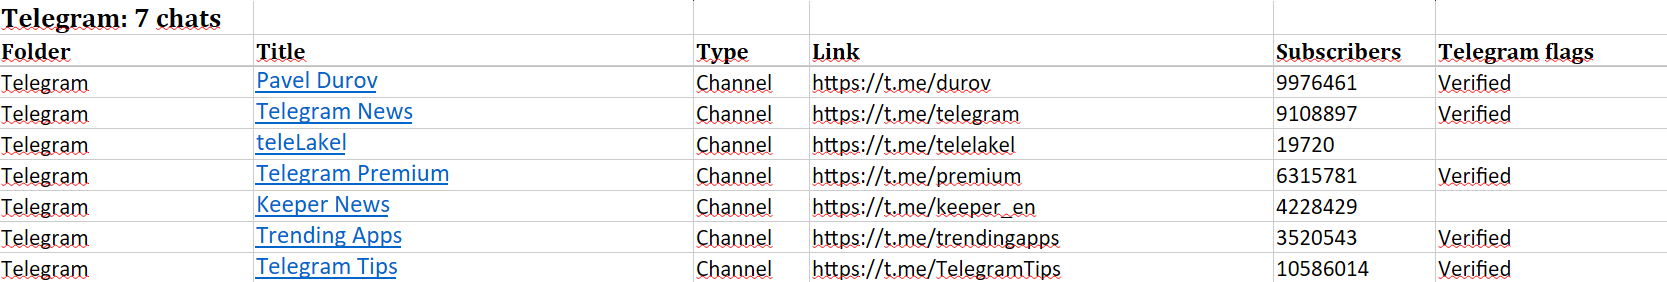 Telegram: 7 chats
Folder Title Type Link Subscribers Telegram flags
Telegram Pavel Durov Channel https://t.me/durov 9976461 Verified
Telegram Telegram News Channel https://t.me/telegram 9108897 Verified
Telegram teleLakel Channel https://t.me/telelakel 19720
Telegram Telegram Premium Channel https://t.me/premium 6315781 Verified
Telegram Keeper News Channel https://t.me/keeper_en 4228429
Telegram Trending Apps Channel https://t.me/trendingapps 3520543 Verified
Telegram Telegram Tips Channel https://t.me/TelegramTips 10586014 Verified